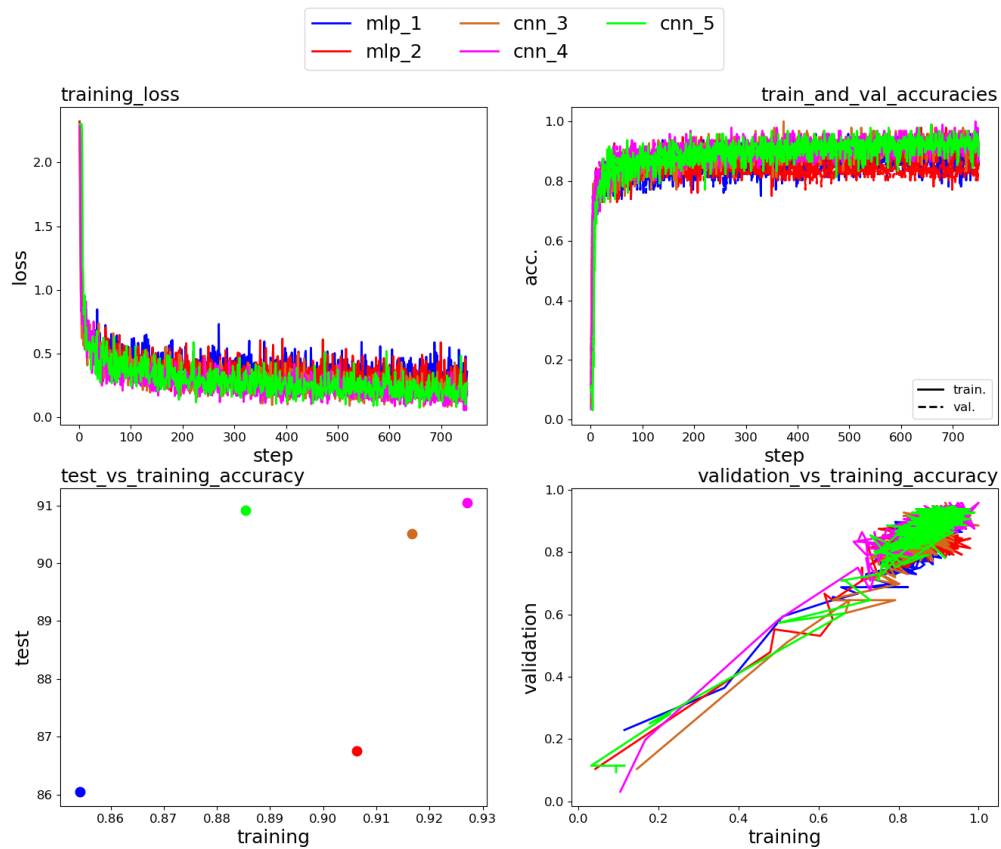 mlp_1 cnn_3 cnn_5
mlp_2 cnn_4
training_loss
2.0
1.5
1.0
0.5
0.0
loss
0 100 200 300 400 500 600 700
step
train_and_val_accuracies
1.0
0.8
0.6
0.4
0.2
0.0
acc.
train.
val.
0 100 200 300 400 500 600 700
step
test_vs_training_accuracy
91
90
89
88
87
86
test
0.86 0.87 0.88 0.89 0.90 0.91 0.92 0.93
training
validation_vs_training_accuracy
1.0
0.8
0.6
0.4
0.2
0.0
validation
0.0 0.2 0.4 0.6 0.8 1.0
training